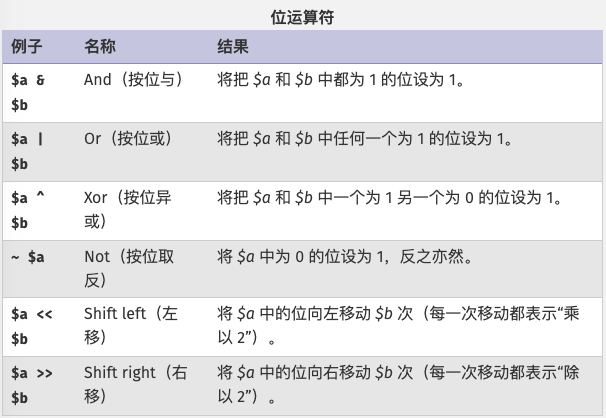 位运算符
例子 名称 结果
$a & $b And（按位与） 将把 $a 和 $b 中都为 1 的位设为 1。
$a | $b Or（按位或） 将把 $a 和 $b 中任何一个为 1 的位设为 1。
$a ^ $b Xor（按位异或） 将把 $a 和 $b 中一个为 1 另一个为 0 的位设为 1。
~ $a Not（按位取反） 将 $a 中为 0 的位设为 1，反之亦然。
$a << $b Shift left（左移） 将 $a 中的位向左移动 $b 次（每一次移动都表示“乘以 2”）。
$a >> $b Shift right（右移） 将 $a 中的位向右移动 $b 次（每一次移动都表示“除以 2”）。